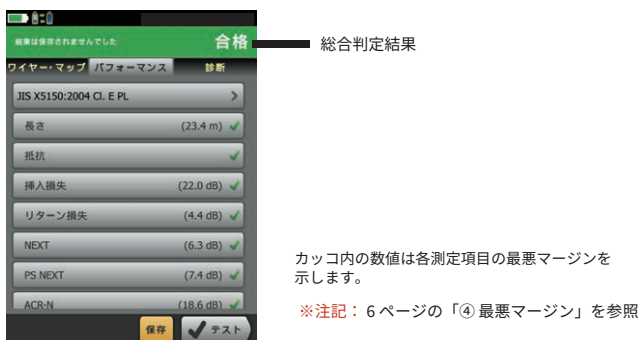 結果は保存されませんでした
合格
総合判定結果
ワイヤー・マップ パフォーマンス 診断
JIS X5150:2004 Cl. E PL
長さ (23.4 m)
抵抗
挿入損失 (22.0 dB)
リターン損失 (4.4 dB)
NEXT (6.3 dB)
PS NEXT (7.4 dB)
ACR-N (18.6 dB)
保存 テスト
カッコ内の数値は各測定項目の最悪マージンを
示します。
※注記：6 ページの「④ 最悪マージン」を参照